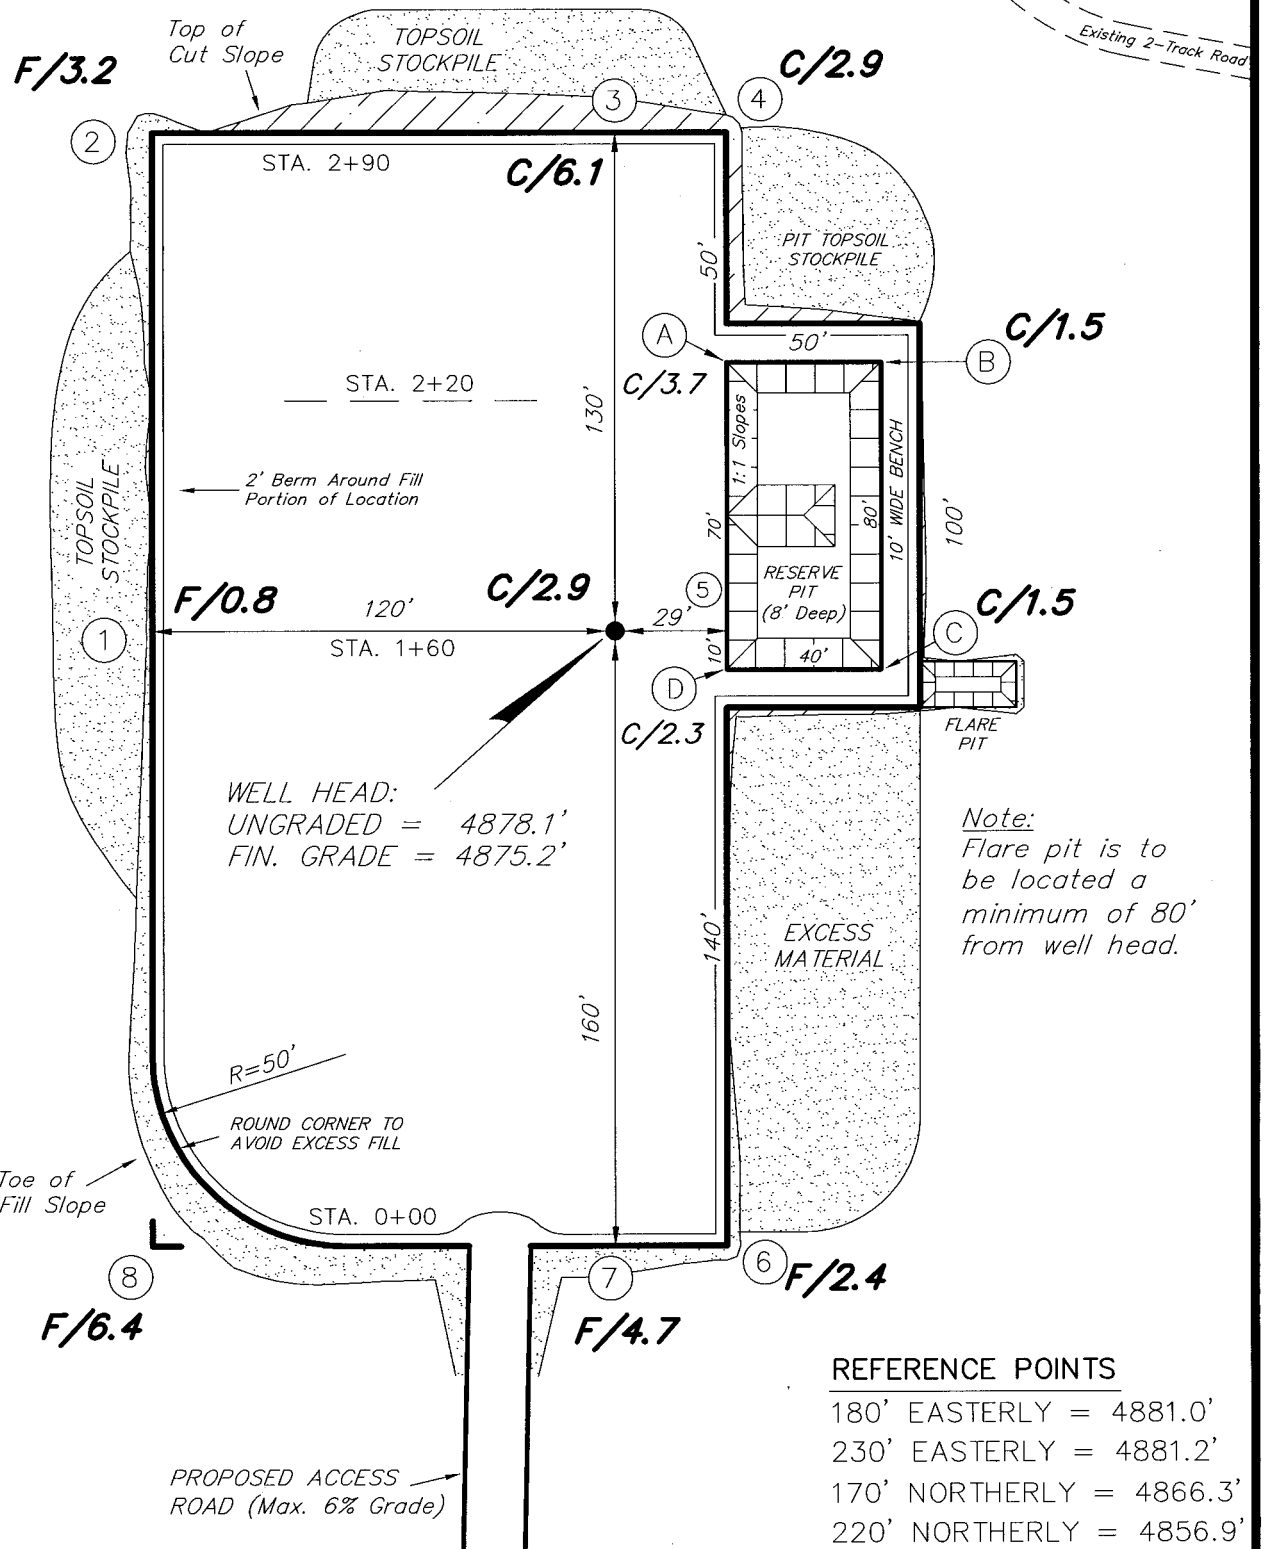 Top of
Cut Slope
TOPSOIL
STOCKPILE
Existing 2-Track Road
F/3.2
C/2.9
2
3
4
STA. 2+90
C/6.1
50'
PIT TOPSOIL
STOCKPILE
A
50'
C/1.5
B
C/3.7
STA. 2+20
130'
1:1 Slopes
2' Berm Around Fill
Portion of Location
TOPSOIL
STOCKPILE
70'
80'
10' WIDE BENCH
100'
RESERVE
PIT
(8' Deep)
F/0.8
120'
C/2.9
5
29'
C/1.5
1
STA. 1+60
10'
40'
C
D
C/2.3
FLARE
PIT
WELL HEAD:
UNGRADED = 4878.1'
FIN. GRADE = 4875.2'
Note:
Flare pit is to
be located a
minimum of 80'
from well head.
EXCESS
MATERIAL
140'
160'
R=50'
ROUND CORNER TO
AVOID EXCESS FILL
Toe of
Fill Slope
STA. 0+00
8
7
6
F/2.4
F/6.4
F/4.7
REFERENCE POINTS
180' EASTERLY = 4881.0'
230' EASTERLY = 4881.2'
170' NORTHERLY = 4866.3'
220' NORTHERLY = 4856.9'
PROPOSED ACCESS
ROAD (Max. 6% Grade)